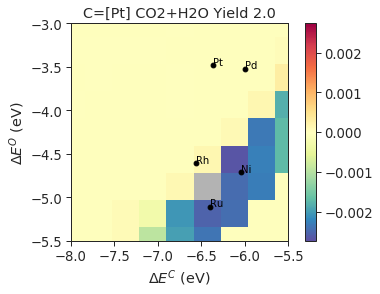 C=[Pt] CO2+H2O Yield 2.0
−3.0
−3.5
−4.0
−4.5
−5.0
−5.5
ΔE^O (eV)
Pt
Pd
Rh
Ni
Ru
−8.0 −7.5 −7.0 −6.5 −6.0 −5.5
ΔE^C (eV)
0.002
0.001
0.000
−0.001
−0.002